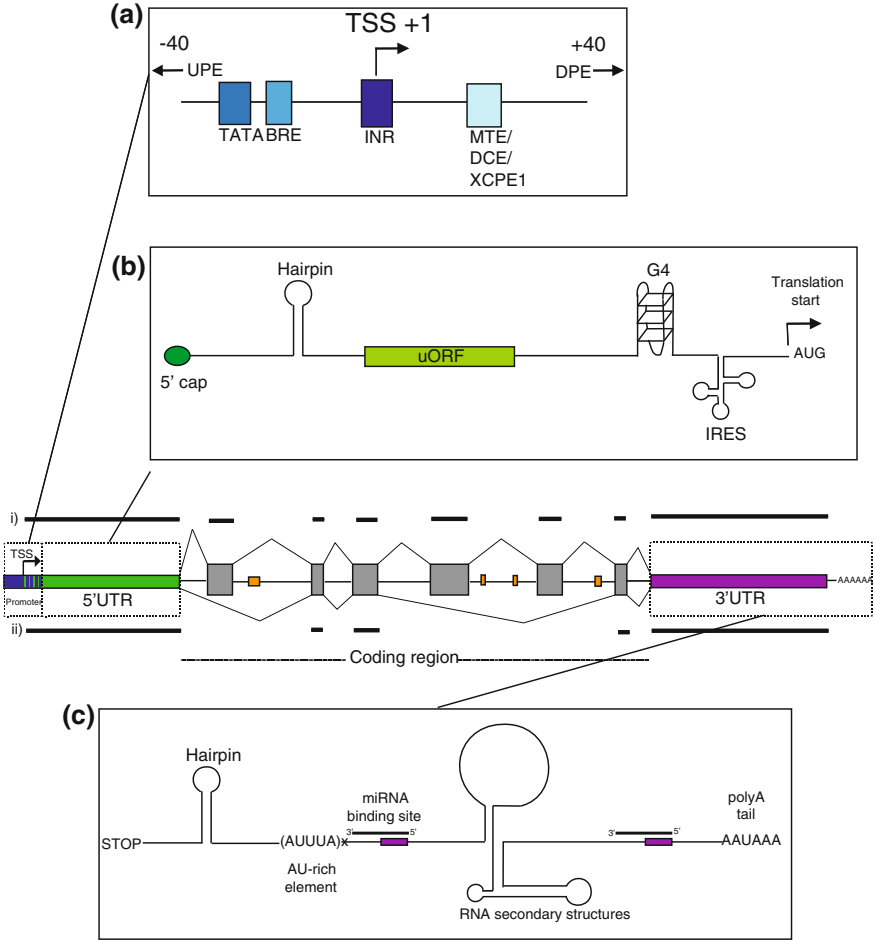 (a)
TSS +1
-40
+40
UPE
DPE
TATA BRE
INR
MTE/
DCE/
XCPE1
(b)
Hairpin
G4
Translation
start
uORF
AUG
5' cap
IRES
i)
TSS
AAAAAA
Promoter
5'UTR
3'UTR
ii)
Coding region
(c)
Hairpin
miRNA
binding site
polyA
tail
3'
5'
3'
5'
STOP
(AUUUA)x
AAUAAA
AU-rich
element
RNA secondary structures